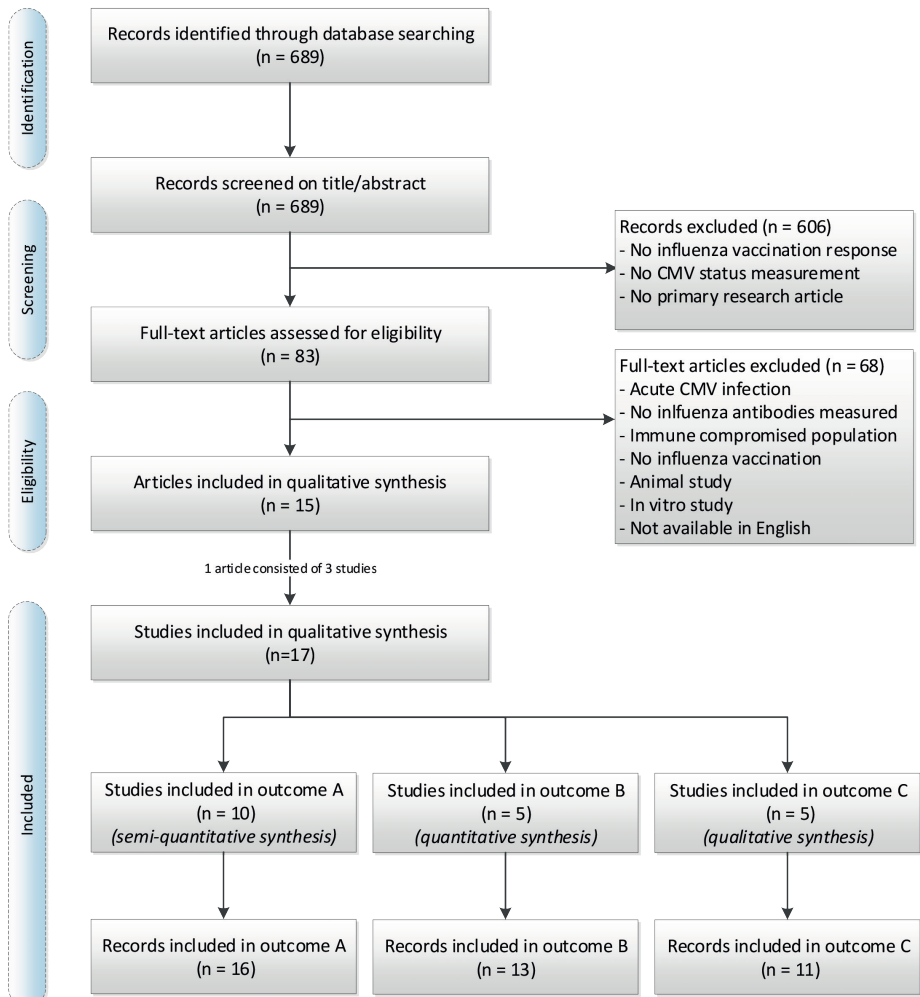 Identification
Records identified through database searching
(n = 689)
Records screened on title/abstract
(n = 689)
Screening
Records excluded (n = 606)
- No influenza vaccination response
- No CMV status measurement
- No primary research article
Full-text articles assessed for eligibility
(n = 83)
Full-text articles excluded (n = 68)
- Acute CMV infection
- No inlfuenza antibodies measured
- Immune compromised population
- No influenza vaccination
- Animal study
- In vitro study
- Not available in English
Eligibility
Articles included in qualitative synthesis
(n = 15)
1 article consisted of 3 studies
Studies included in qualitative synthesis
(n=17)
Included
Studies included in outcome A
(n = 10)
(semi-quantitative synthesis)
Studies included in outcome B
(n = 5)
(quantitative synthesis)
Studies included in outcome C
(n = 5)
(qualitative synthesis)
Records included in outcome A
(n = 16)
Records included in outcome B
(n = 13)
Records included in outcome C
(n = 11)